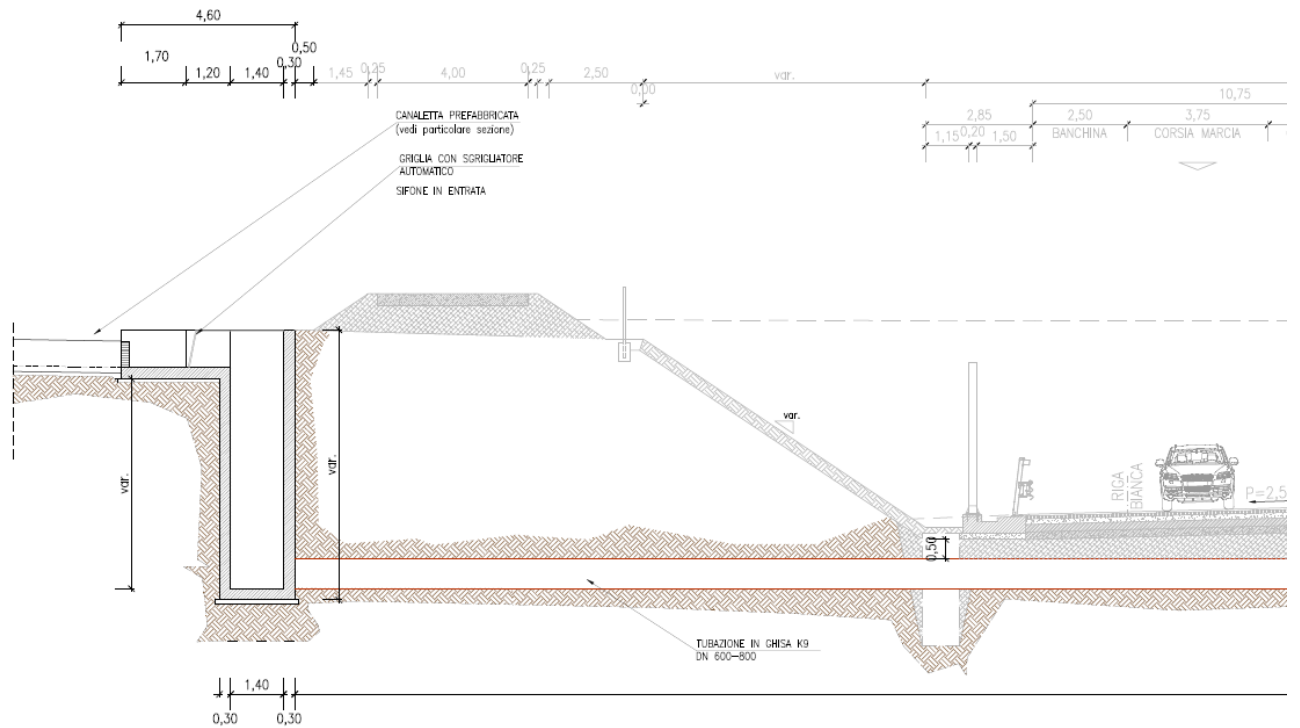 4,60
0,50
1,70
1,20
1,40
0,30
1,45
0,25
4,00
0,25
2,50
0,00
var.
10,75
2,85
2,50
3,75
1,15
0,20
1,50
BANCHINA
CORSIA MARCIA
CANALETTA PREFABBRICATA
(vedi particolare sezione)
GRIGLIA CON SGRIGLIATORE
AUTOMATICO
SIFONE IN ENTRATA
var.
var.
var.
RIGA
BIANCA
P=2,5
0,50
TUBAZIONE IN GHISA K9
DN 600-800
1,40
0,30
0,30